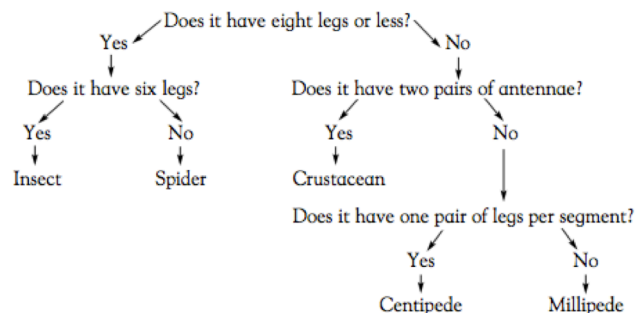 Does it have eight legs or less?
Yes No
Does it have six legs? Does it have two pairs of antennae?
Yes No Yes No
Insect Spider Crustacean
Does it have one pair of legs per segment?
Yes No
Centipede Millipede